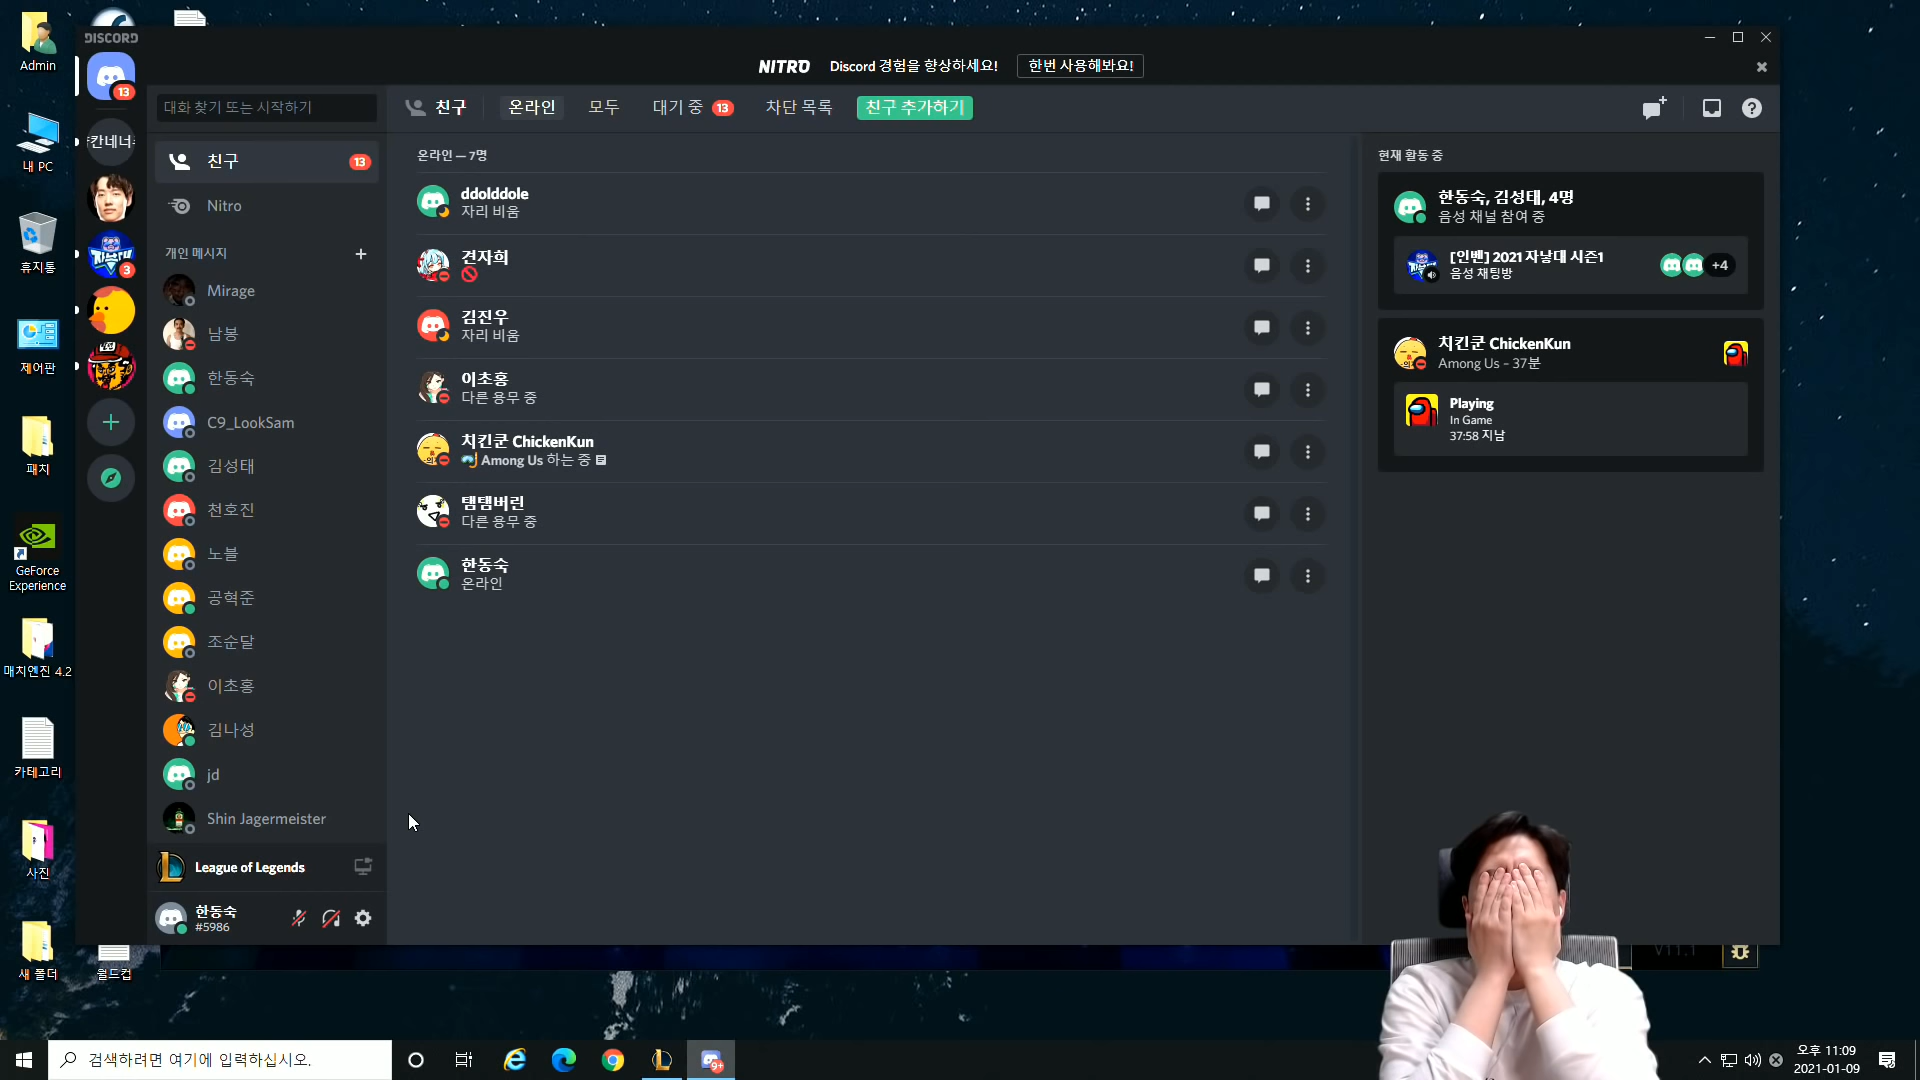 Admin
내 PC
휴지통
제어판
패치
GeForce
Experience
매치엔진 4.2
카테고리
사진
새 폴더
월드컵
DISCORD
13
3
NITRO Discord 경험을 향상하세요! 한번 사용해봐요!
대화 찾기 또는 시작하기
친구 온라인 모두 대기 중 13 차단 목록 친구 추가하기
친구 13
Nitro
개인 메시지
Mirage
남봉
한동숙
C9_LookSam
김성태
천호진
노블
공혁준
조순달
이초홍
김나성
jd
Shin Jagermeister
League of Legends
한동숙
#5986
온라인 — 7명
ddolddole
자리 비움
견자희
김진우
자리 비움
이초홍
다른 용무 중
치킨쿤 ChickenKun
Among Us 하는 중
탬탬버린
다른 용무 중
한동숙
온라인
현재 활동 중
한동숙, 김성태, 4명
음성 채널 참여 중
[인벤] 2021 자낳대 시즌1
음성 채팅방
+4
치킨쿤 ChickenKun
Among Us – 37분
Playing
In Game
37:58 지남
V11.1
검색하려면 여기에 입력하십시오.
9+
오후 11:09
2021-01-09